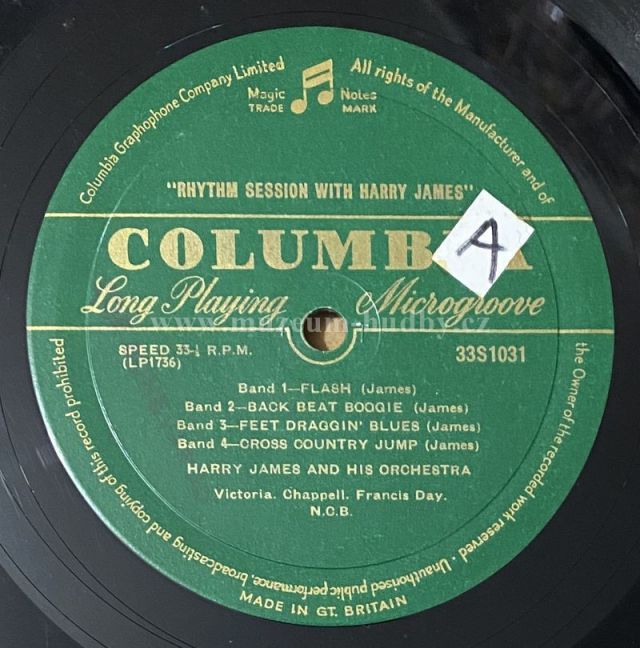 Columbia Graphophone Company Limited
All rights of the Manufacturer and of
the Owner of the recorded work reserved · Unauthorised public performance, broadcasting and copying of this record prohibited
Magic Notes
TRADE MARK
"RHYTHM SESSION WITH HARRY JAMES"
COLUMBIA
A
Long Playing Microgroove
www.muzeum-hudby.cz
SPEED 33-⅓ R.P.M.
33S1031
(LP1736)
Band 1—FLASH (James)
Band 2—BACK BEAT BOOGIE (James)
Band 3—FEET DRAGGIN' BLUES (James)
Band 4—CROSS COUNTRY JUMP (James)
HARRY JAMES AND HIS ORCHESTRA
Victoria. Chappell. Francis Day.
N.C.B.
MADE IN GT. BRITAIN